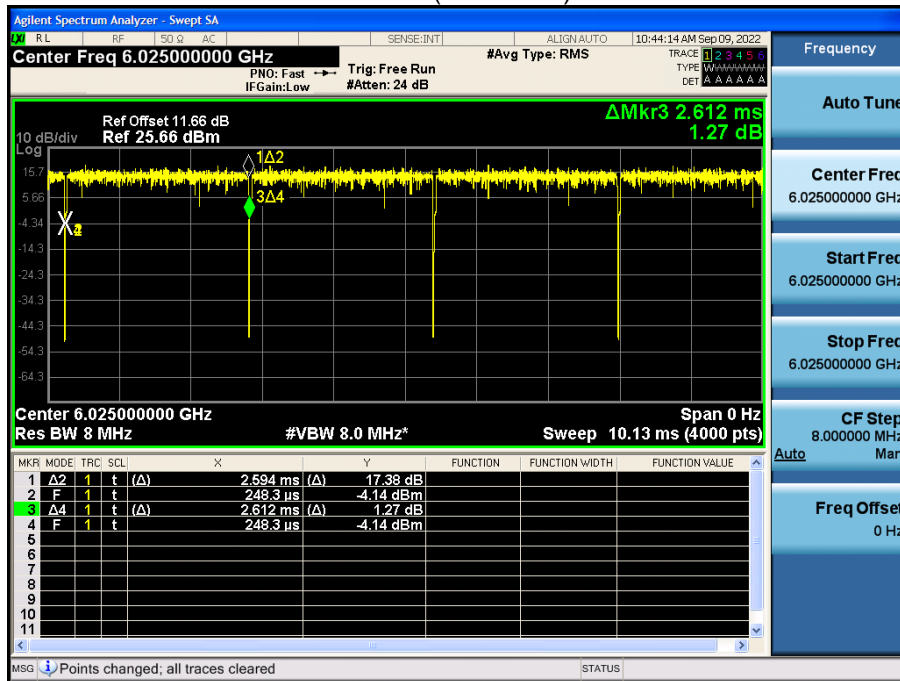 Agilent Spectrum Analyzer - Swept SA
LXI RL RF 50 Ω AC SENSE:INT ALIGN AUTO 10:44:14 AM Sep 09, 2022
Center Freq 6.025000000 GHz #Avg Type: RMS TRACE 1 2 3 4 5 6
PNO: Fast Trig: Free Run TYPE WWWWWW
IFGain:Low #Atten: 24 dB DET A A A A A A
ΔMkr3 2.612 ms
1.27 dB
Ref Offset 11.66 dB
10 dB/div Ref 25.66 dBm
Log
1Δ2
15.7
3Δ4
5.66
-4.34
-14.3
-24.3
-34.3
-44.3
-54.3
-64.3
Center 6.025000000 GHz Span 0 Hz
Res BW 8 MHz #VBW 8.0 MHz* Sweep 10.13 ms (4000 pts)
MKR MODE TRC SCL X Y FUNCTION FUNCTION WIDTH FUNCTION VALUE
1 Δ2 1 t (Δ) 2.594 ms (Δ) 17.38 dB
2 F 1 t 248.3 µs -4.14 dBm
3 Δ4 1 t (Δ) 2.612 ms (Δ) 1.27 dB
4 F 1 t 248.3 µs -4.14 dBm
5
6
7
8
9
10
11
MSG Points changed; all traces cleared STATUS
Frequency
Auto Tune
Center Freq
6.025000000 GHz
Start Freq
6.025000000 GHz
Stop Freq
6.025000000 GHz
CF Step
8.000000 MHz
Auto Man
Freq Offset
0 Hz